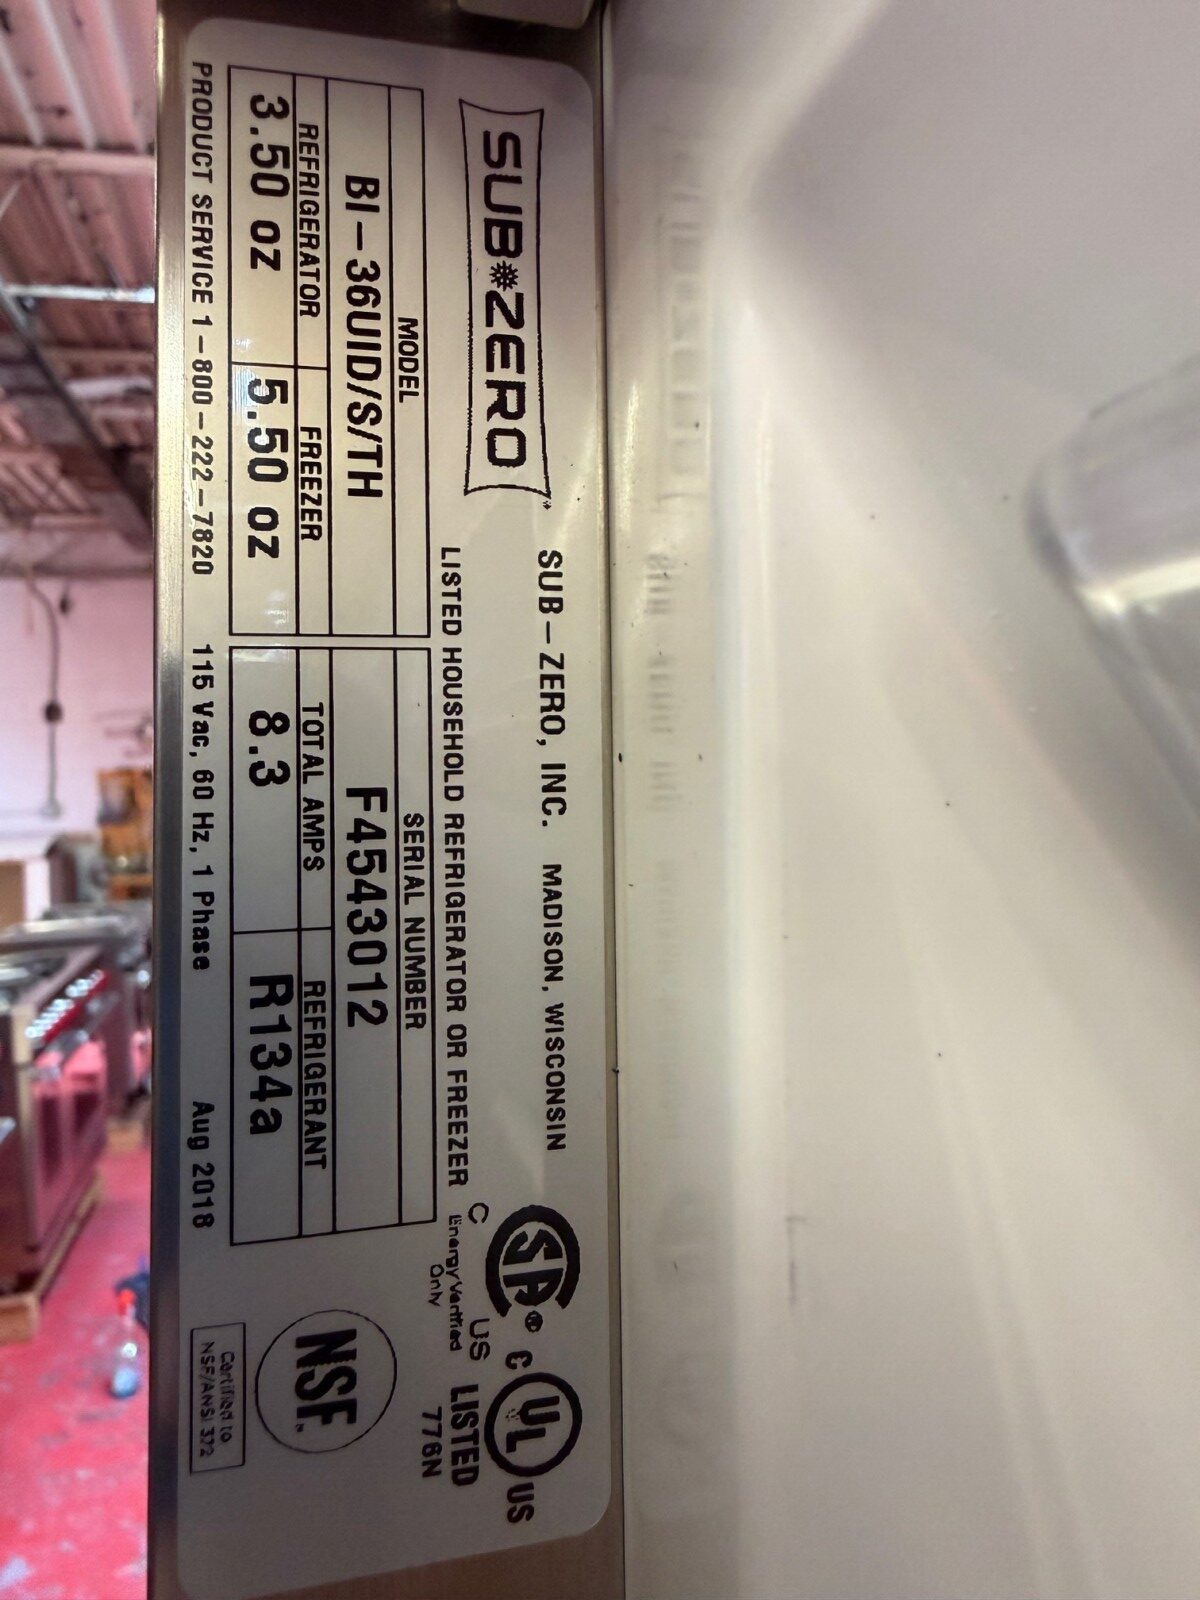 SUB ZERO
SUB-ZERO, INC. MADISON, WISCONSIN
LISTED HOUSEHOLD REFRIGERATOR OR FREEZER
MODEL
BI-36UID/S/TH
SERIAL NUMBER
F4543012
REFRIGERATOR
3.50 oz
FREEZER
5.50 oz
TOTAL AMPS
8.3
REFRIGERANT
R134a
PRODUCT SERVICE 1-800-222-7820 115 Vac, 60 Hz, 1 Phase Aug 2018
SA®
C US
Energy Verified
Only
C UL US
LISTED
776N
NSF
Certified to
NSF/ANSI 372